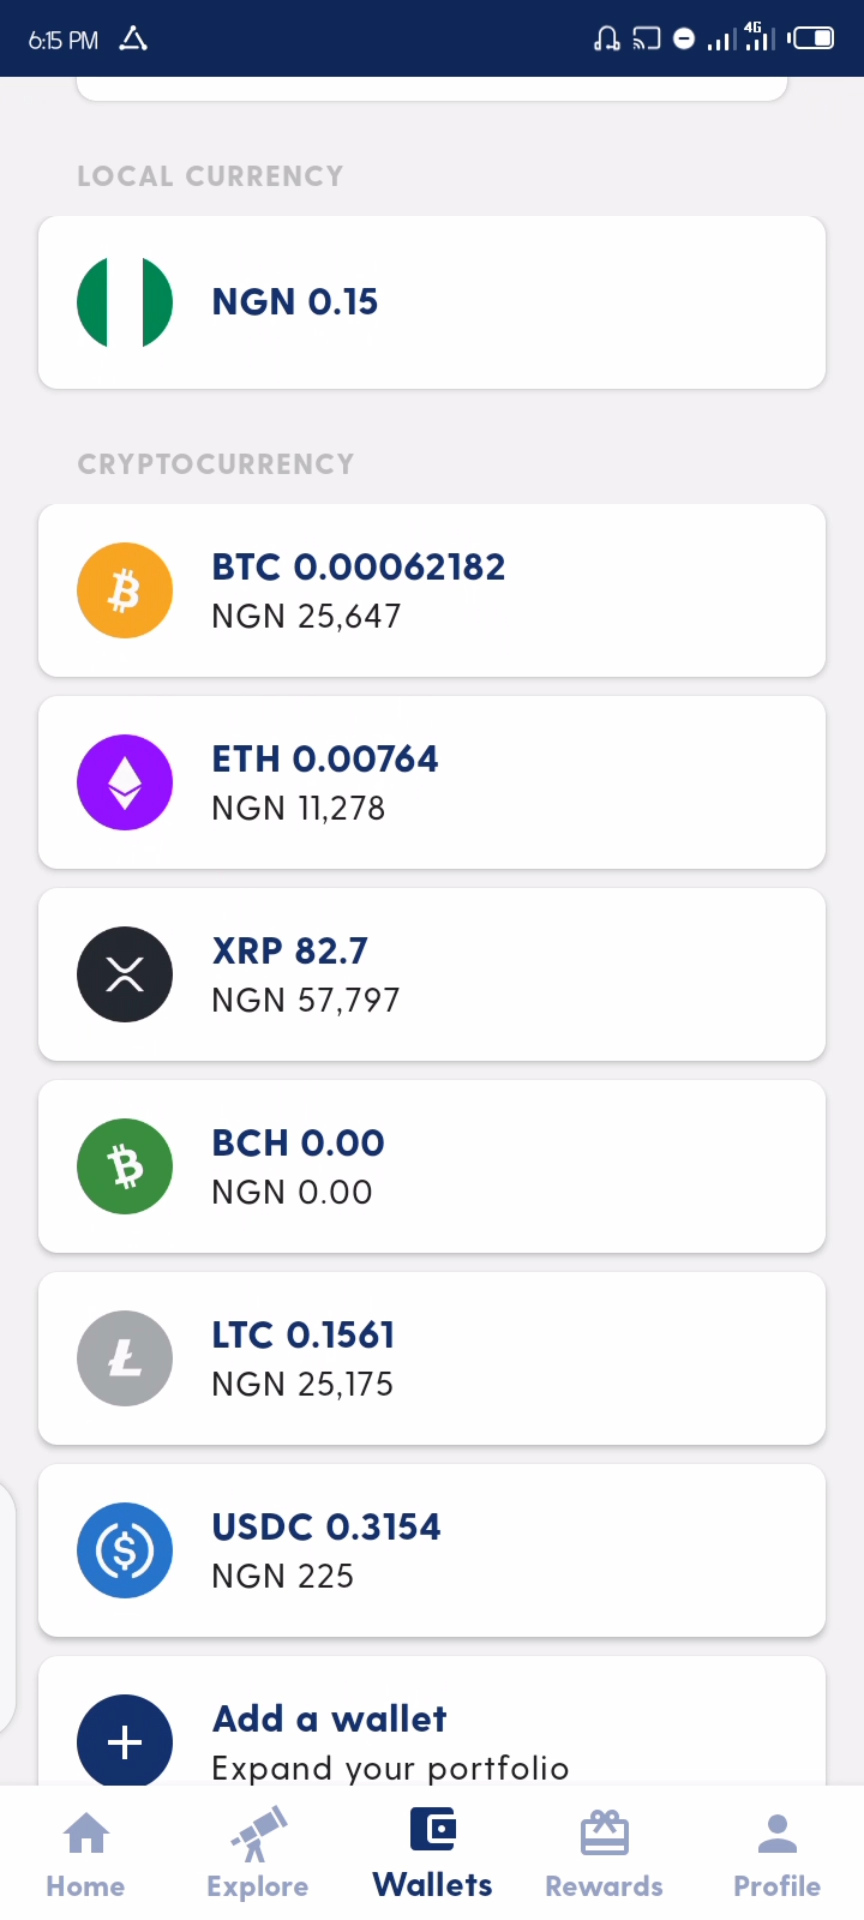 6:15 PM
4G
LOCAL CURRENCY
NGN 0.15
CRYPTOCURRENCY
BTC 0.00062182
NGN 25,647
ETH 0.00764
NGN 11,278
XRP 82.7
NGN 57,797
BCH 0.00
NGN 0.00
LTC 0.1561
NGN 25,175
USDC 0.3154
NGN 225
Add a wallet
Expand your portfolio
Home Explore Wallets Rewards Profile